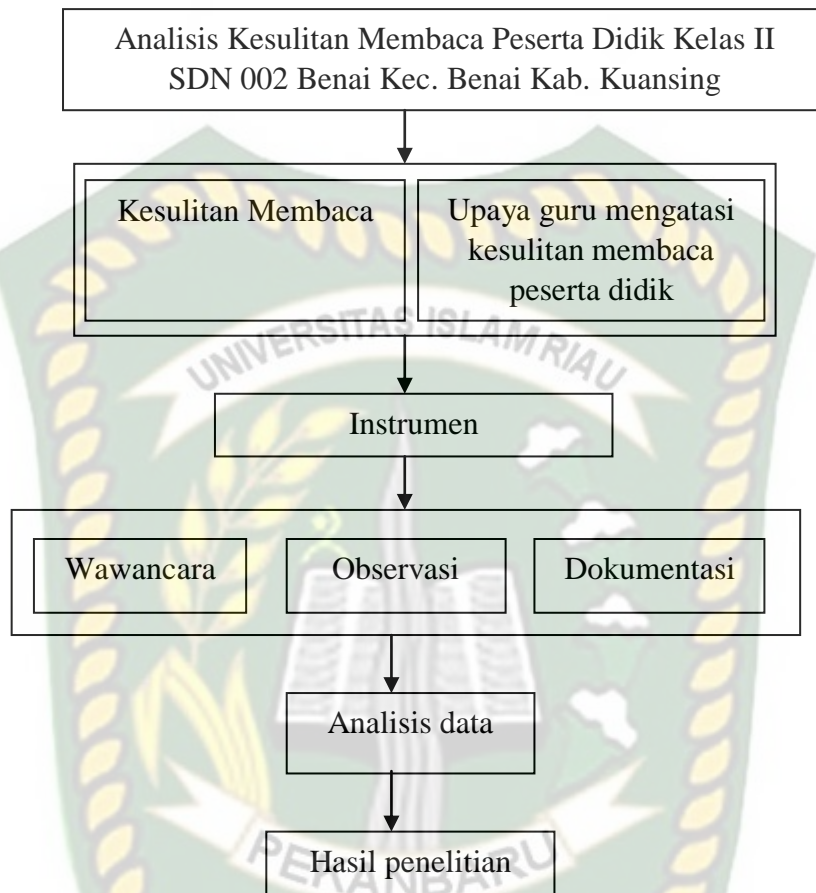 Analisis Kesulitan Membaca Peserta Didik Kelas II
SDN 002 Benai Kec. Benai Kab. Kuansing
Kesulitan Membaca
Upaya guru mengatasi
kesulitan membaca
peserta didik
UNIVERSITAS ISLAM RIAU
Instrumen
Wawancara
Observasi
Dokumentasi
Analisis data
Hasil penelitian
PEKANBARU